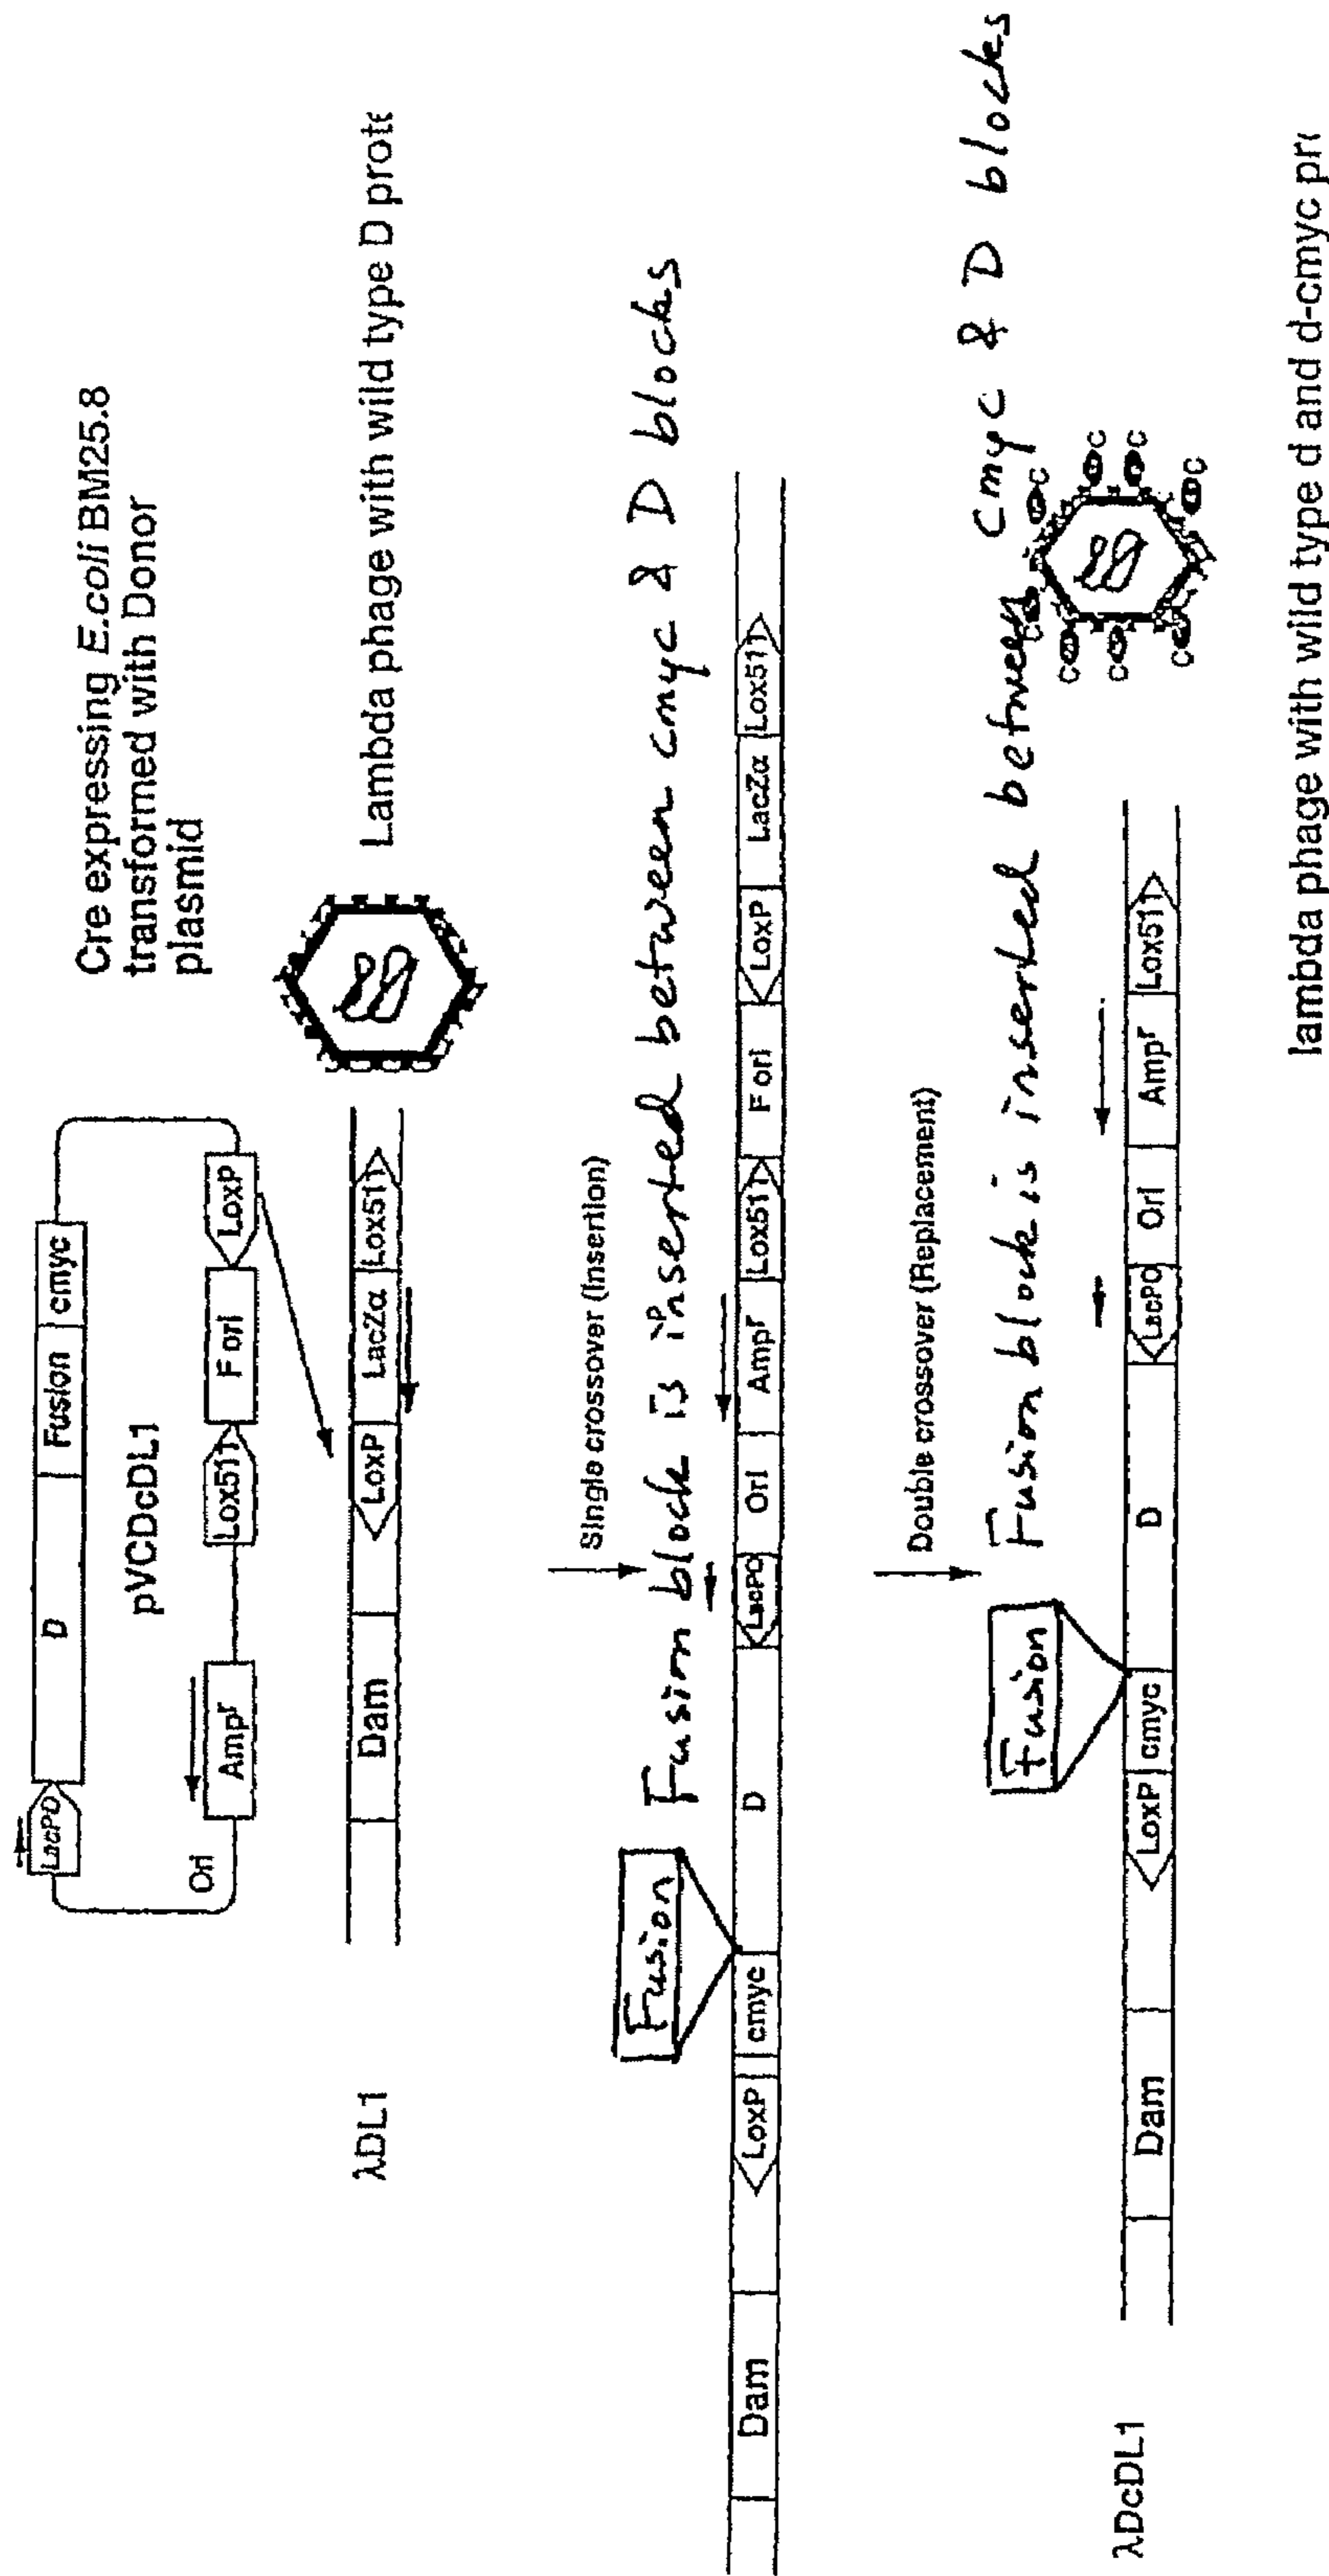 Cre expressing E.coli BM25.8
transformed with Donor
plasmid
LacPO
D
Fusion
cmyc
pVCDcDL1
Ori
Ampr
Lox511
F ori
LoxP
λDL1
Dam
LoxP
LacZα
Lox511
Lambda phage with wild type D prote
Single crossover (Insertion)
Fusion block is inserted between cmyc & D blocks
Fusion
Dam
LoxP
cmyc
D
LacPO
Ori
Ampr
Lox511
F ori
LoxP
LacZα
Lox511
Double crossover (Replacement)
Fusion block is inserted between cmyc & D blocks
Fusion
λDcDL1
Dam
LoxP
cmyc
D
LacPO
Ori
Ampr
Lox511
C
C
C
C
C
C
C
C
lambda phage with wild type d and d-cmyc pr